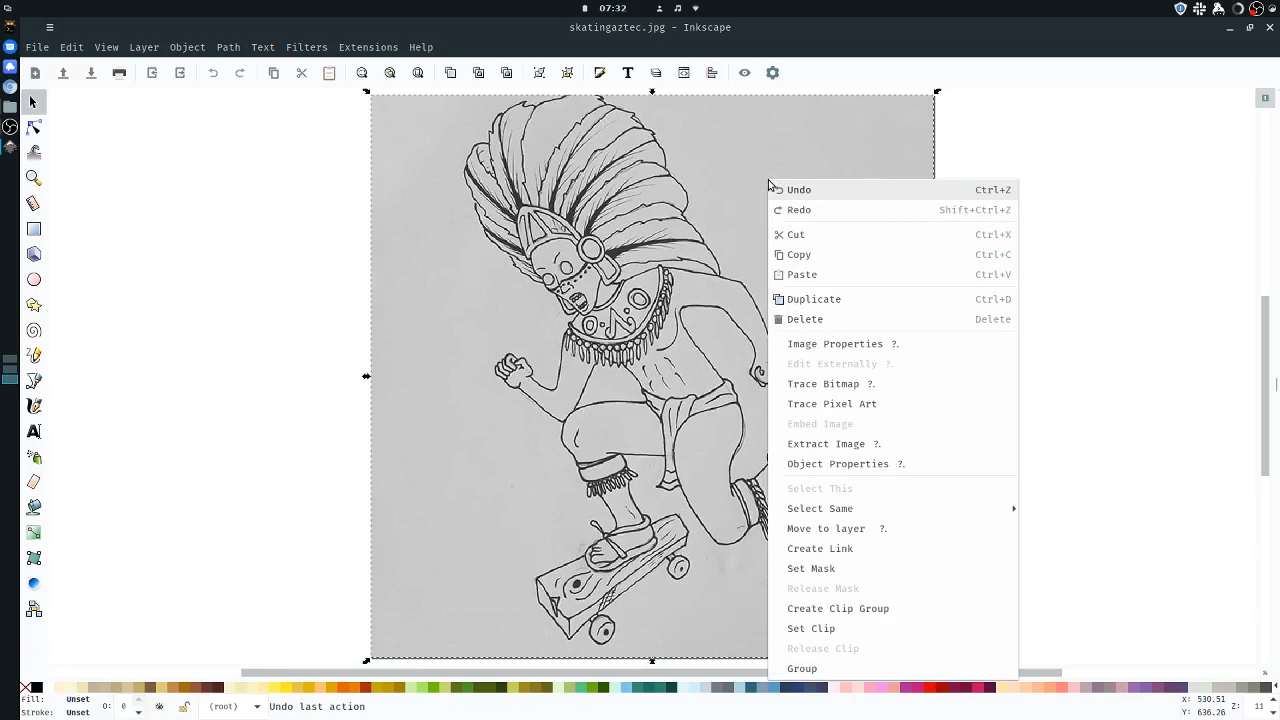 07:32
skatingaztec.jpg - Inkscape
File Edit View Layer Object Path Text Filters Extensions Help
Undo Ctrl+Z
Redo Shift+Ctrl+Z
Cut Ctrl+X
Copy Ctrl+C
Paste Ctrl+V
Duplicate Ctrl+D
Delete Delete
Image Properties ?.
Edit Externally ?.
Trace Bitmap ?.
Trace Pixel Art
Embed Image
Extract Image ?.
Object Properties ?.
Select This
Select Same
Move to layer ?.
Create Link
Set Mask
Release Mask
Create Clip Group
Set Clip
Release Clip
Group
Fill: Unset
Stroke: Unset
O: 0
(root)
Undo last action
X: 530.51
Y: 636.26
Z: 11